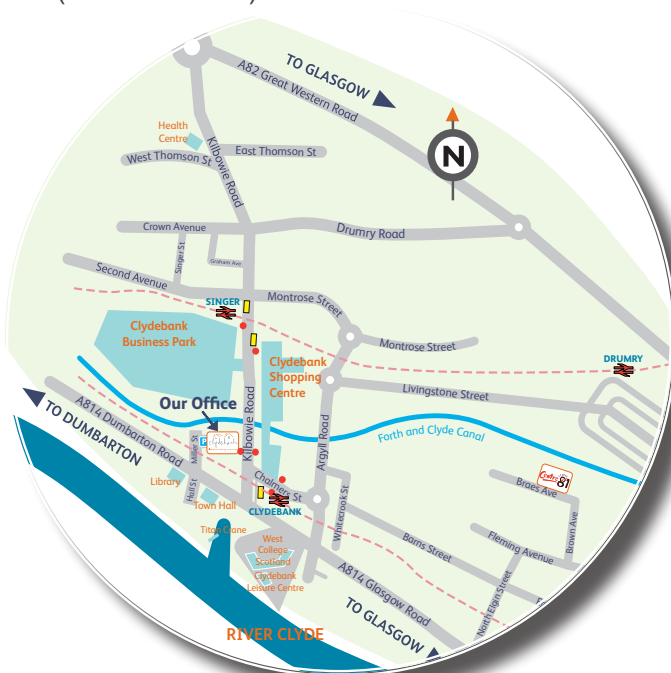 TO GLASGOW
A82 Great Western Road
Health
Centre
Kilbowie Road
East Thomson St
West Thomson St
N
Crown Avenue
Drumry Road
Singer St
Graham Ave
Second Avenue
SINGER
Montrose Street
Clydebank
Business Park
Montrose Street
DRUMRY
Clydebank
Shopping
Centre
Livingstone Street
Our Office
Kilbowie Road
Argyll Road
Forth and Clyde Canal
TO DUMBARTON
A814 Dumbarton Road
Miller St
P
Centre
81
Braes Ave
Library
Hall St
Chalmers St
CLYDEBANK
Town Hall
Whitecrook St
Brown Ave
Titan Crane
West
College
Scotland
Clydebank
Leisure Centre
Barns Street
Fleming Avenue
A814 Glasgow Road
North Elgin Street
TO GLASGOW
RIVER CLYDE